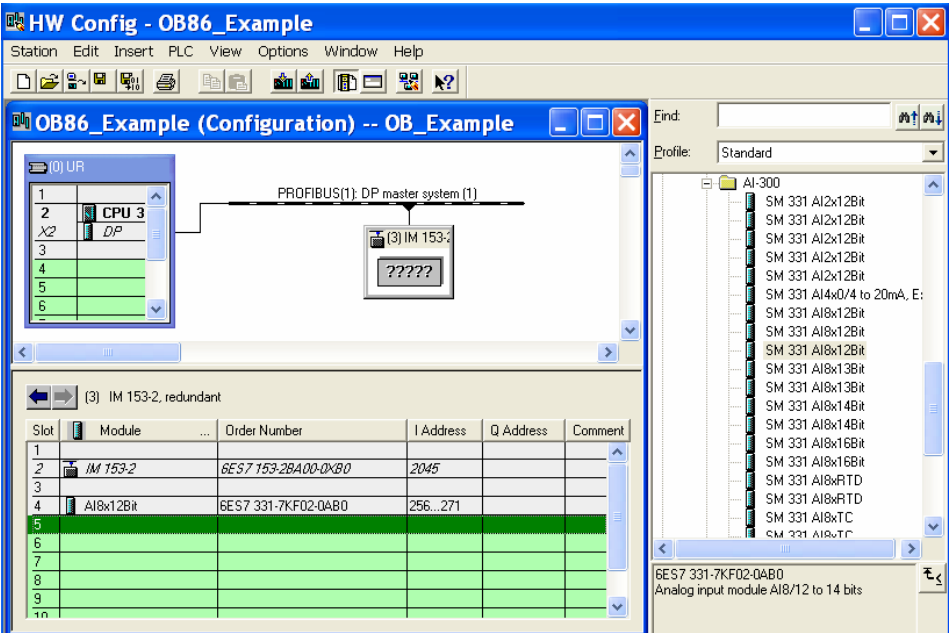 HW Config - OB86_Example
Station Edit Insert PLC View Options Window Help
OB86_Example (Configuration) -- OB_Example
(0) UR
1
2 CPU 3
X2 DP
3
4
5
6
PROFIBUS(1): DP master system (1)
(3) IM 153-2
?????
(3) IM 153-2, redundant
Slot Module ... Order Number I Address Q Address Comment
1
2 IM 153-2 6ES7 153-2BA00-0XB0 2045
3
4 AI8x12Bit 6ES7 331-7KF02-0AB0 256...271
5
6
7
8
9
10
Find:
Profile: Standard
AI-300
SM 331 AI2x12Bit
SM 331 AI2x12Bit
SM 331 AI2x12Bit
SM 331 AI2x12Bit
SM 331 AI2x12Bit
SM 331 AI4x0/4 to 20mA, E
SM 331 AI8x12Bit
SM 331 AI8x12Bit
SM 331 AI8x12Bit
SM 331 AI8x13Bit
SM 331 AI8x13Bit
SM 331 AI8x14Bit
SM 331 AI8x14Bit
SM 331 AI8x16Bit
SM 331 AI8x16Bit
SM 331 AI8xRTD
SM 331 AI8xRTD
SM 331 AI8xTC
SM 331 AI8xTC
6ES7 331-7KF02-0AB0
Analog input module AI8/12 to 14 bits